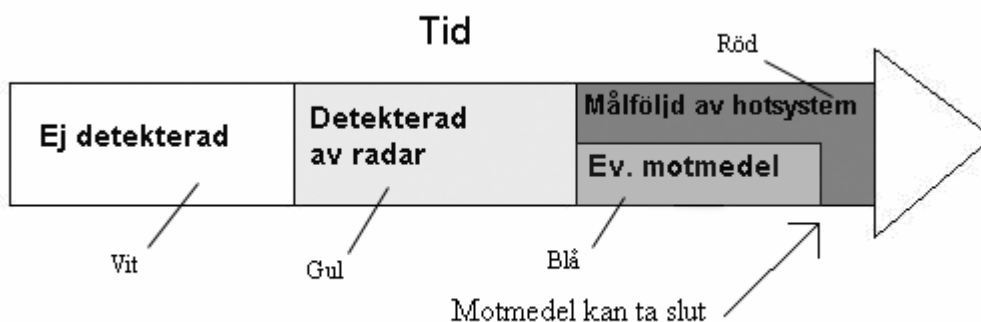 Tid
Röd
Ej detekterad
Detekterad
av radar
Målföljd av hotsystem
Ev. motmedel
Vit
Gul
Blå
Motmedel kan ta slut